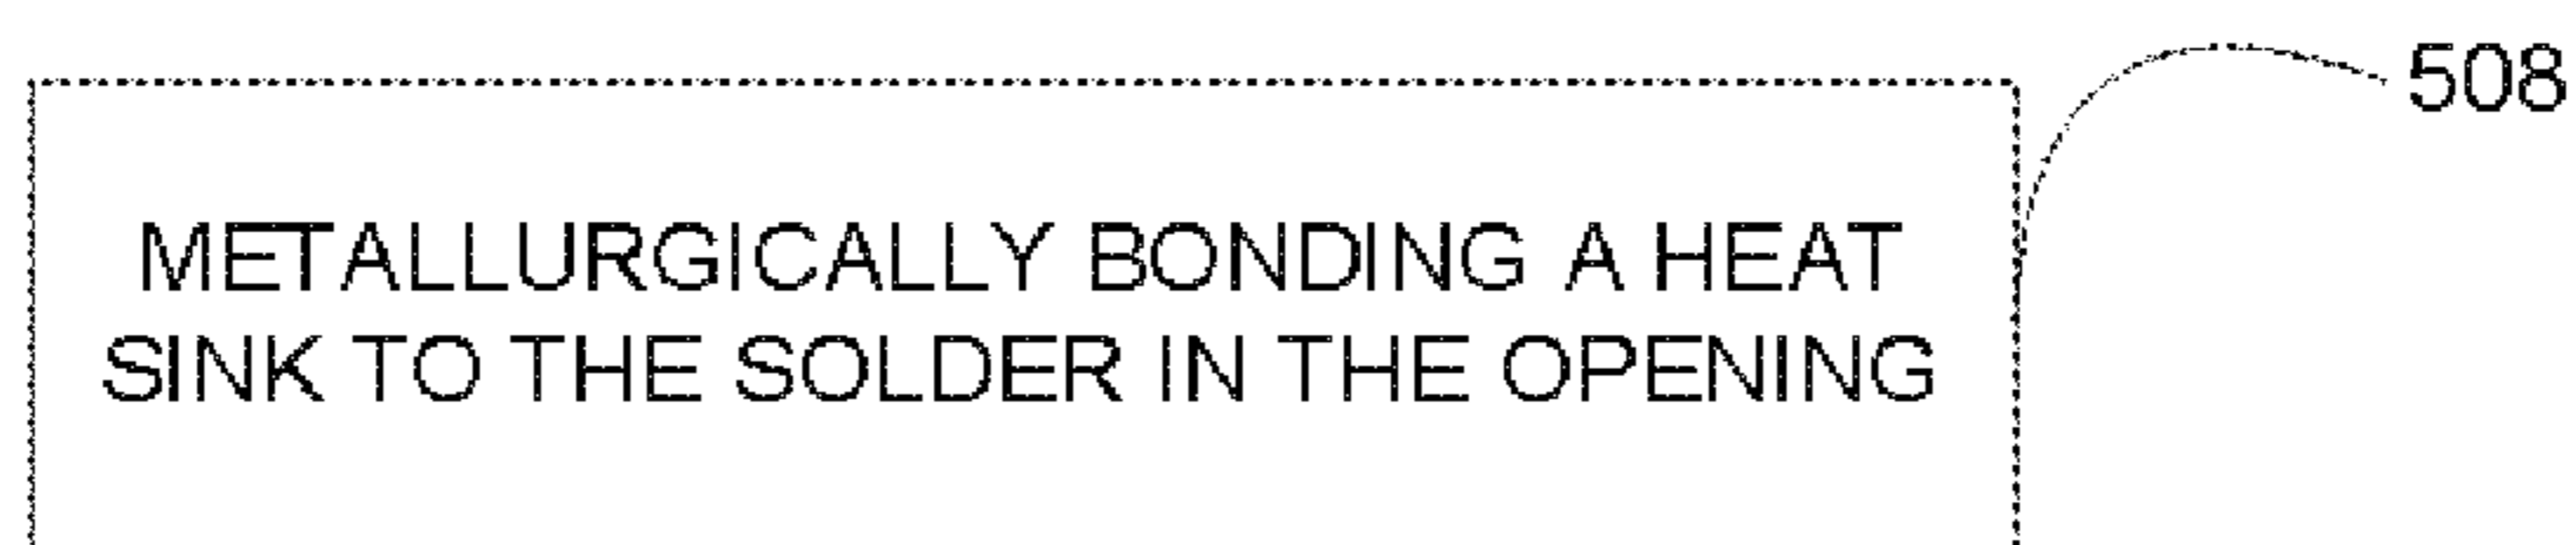 508
METALLURGICALLY BONDING A HEAT
SINK TO THE SOLDER IN THE OPENING